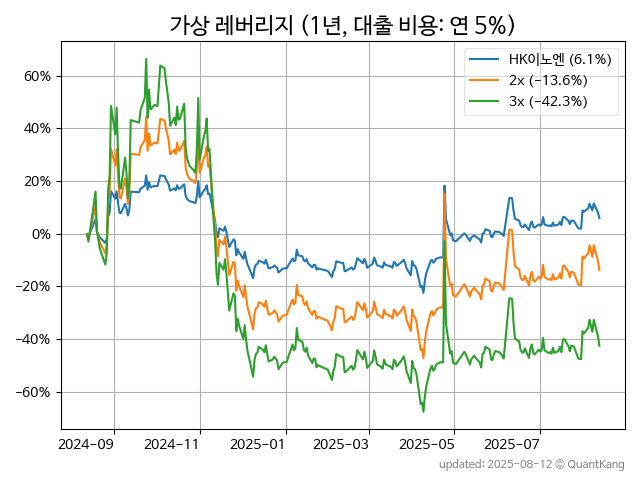 가상 레버리지 (1년, 대출 비용: 연 5%)
HK이노엔 (6.1%)
2x (−13.6%)
3x (−42.3%)
60%
40%
20%
0%
−20%
−40%
−60%
2024-09 2024-11 2025-01 2025-03 2025-05 2025-07
updated: 2025-08-12 © QuantKang